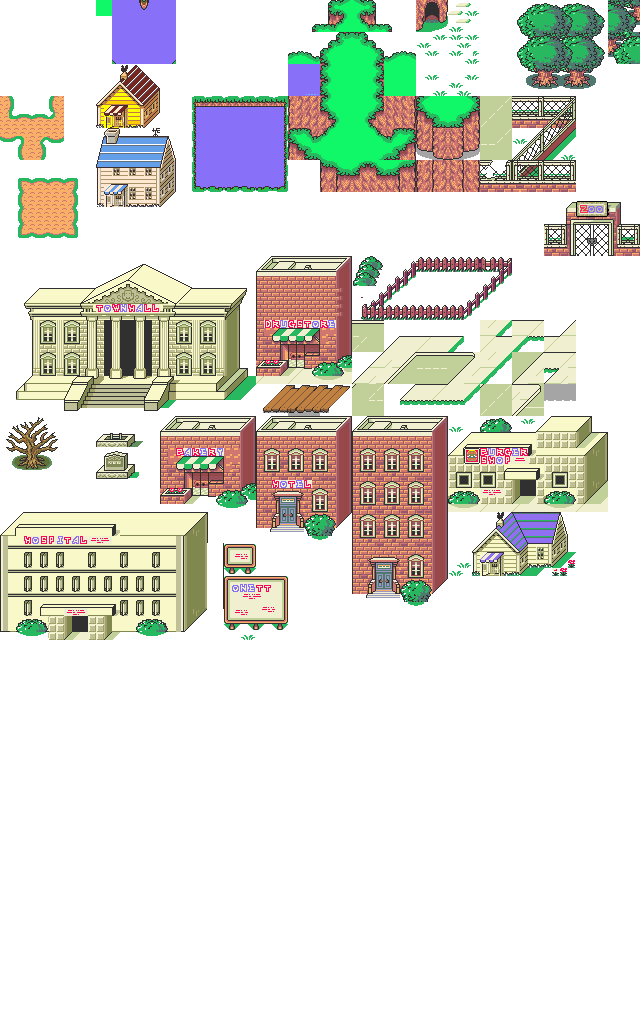 ZOO
TOWNHALL
DRUGSTORE
BAKERY
HOTEL
BURGER
SHOP
HOSPITAL
ONETT